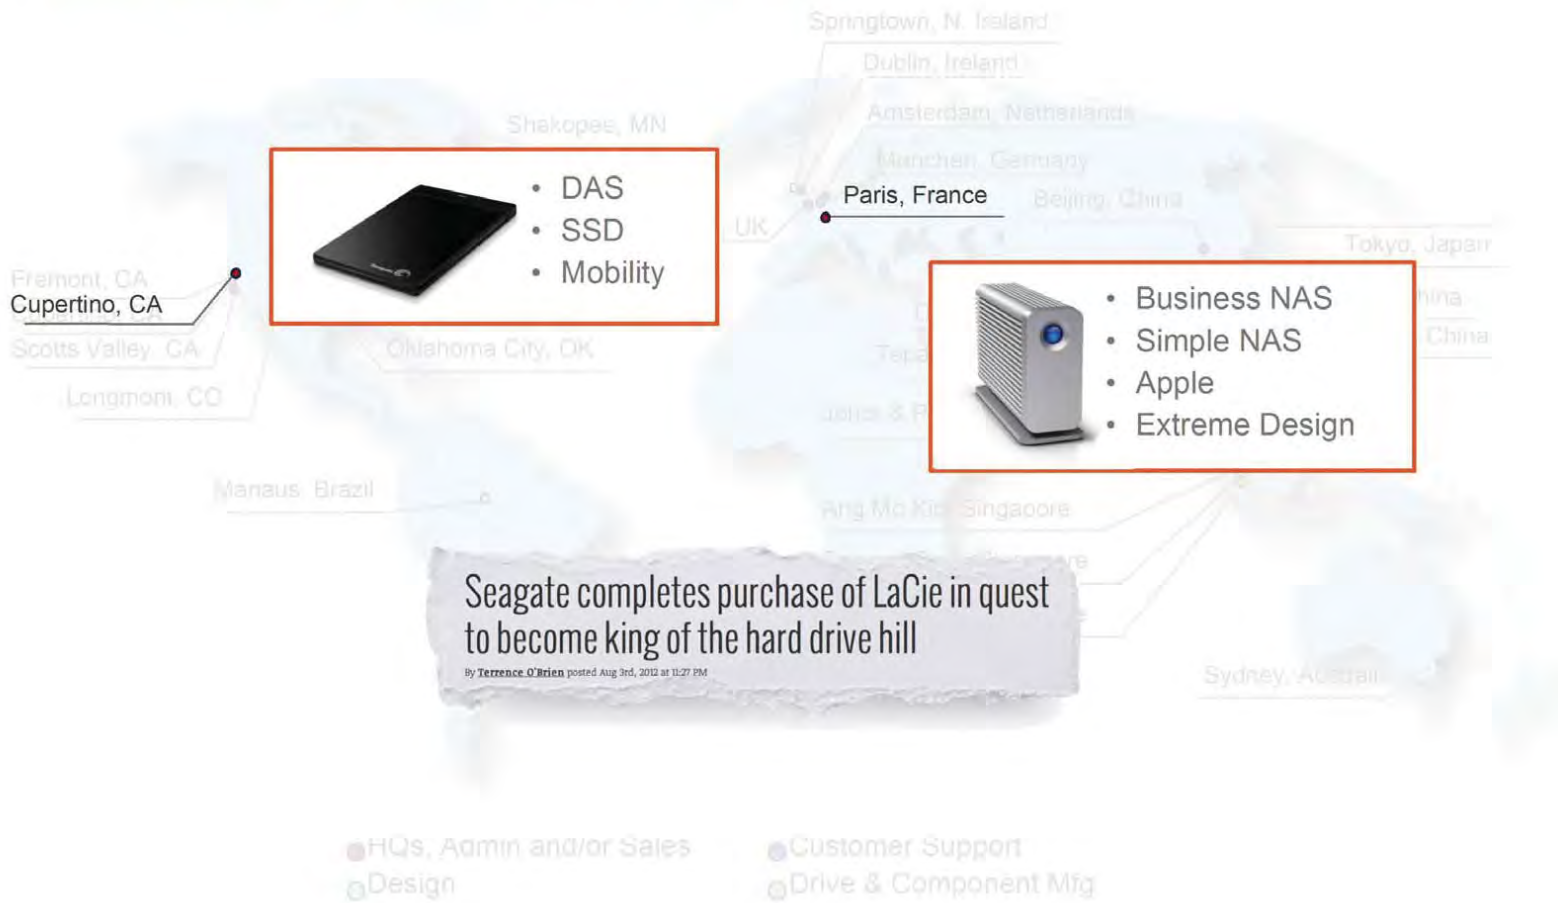 Springtown, N. Ireland
Dublin, Ireland
Amsterdam, Netherlands
Shakopee, MN
Munchen, Germany
Paris, France
Beijing, China
UK
Tokyo, Japan
• DAS
• SSD
• Mobility
Seagate
Fremont, CA
Cupertino, CA
Scotts Valley, CA
Longmont, CO
Oklahoma City, OK
• Business NAS
• Simple NAS
• Apple
• Extreme Design
China
Manaus, Brazil
Ang Mo Kio, Singapore
Seagate completes purchase of LaCie in quest
to become king of the hard drive hill
By Terrence O'Brien posted Aug 3rd, 2012 at 11:27 PM
Sydney, Australi
HQs, Admin and/or Sales
Customer Support
Design
Drive & Component Mfg